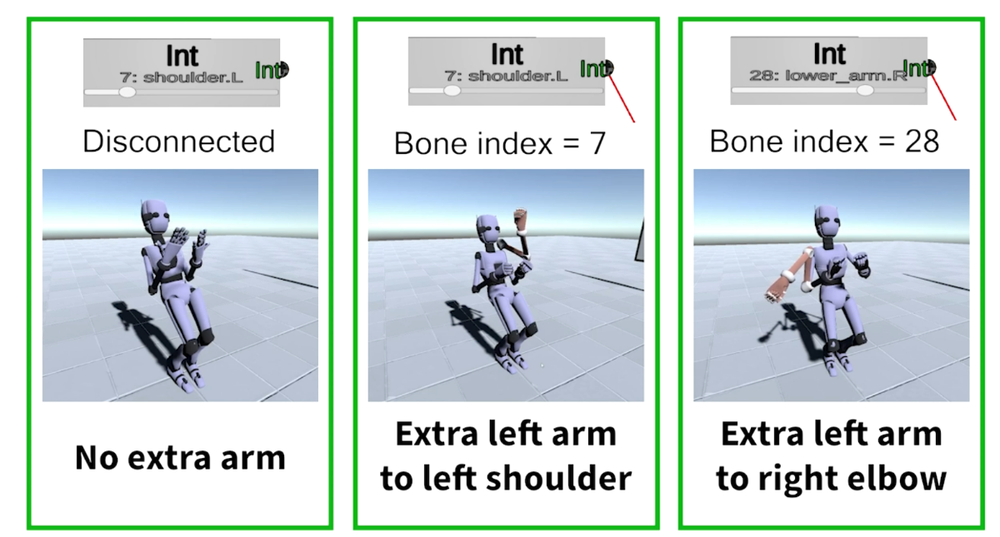 Int
7: shoulder.L
Int
Disconnected
No extra arm
Int
7: shoulder.L
Int
Bone index = 7
Extra left arm
to left shoulder
Int
28: lower_arm.R
Int
Bone index = 28
Extra left arm
to right elbow